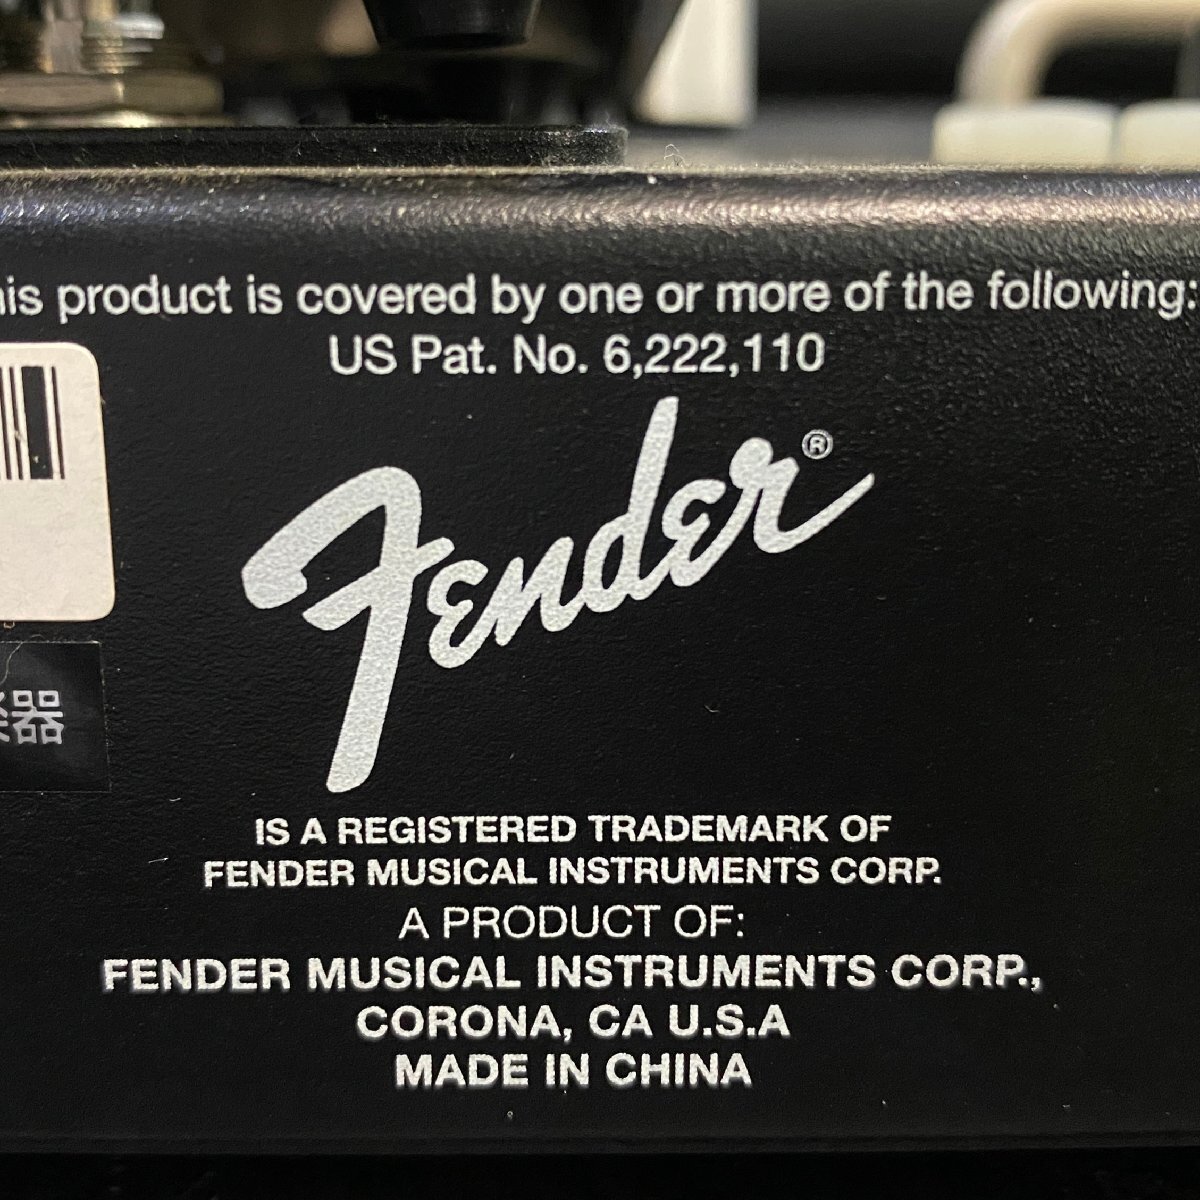 product is covered by one or more of the following:
US Pat. No. 6,222,110
Fender®
IS A REGISTERED TRADEMARK OF
FENDER MUSICAL INSTRUMENTS CORP.
A PRODUCT OF:
FENDER MUSICAL INSTRUMENTS CORP.,
CORONA, CA U.S.A
MADE IN CHINA
器